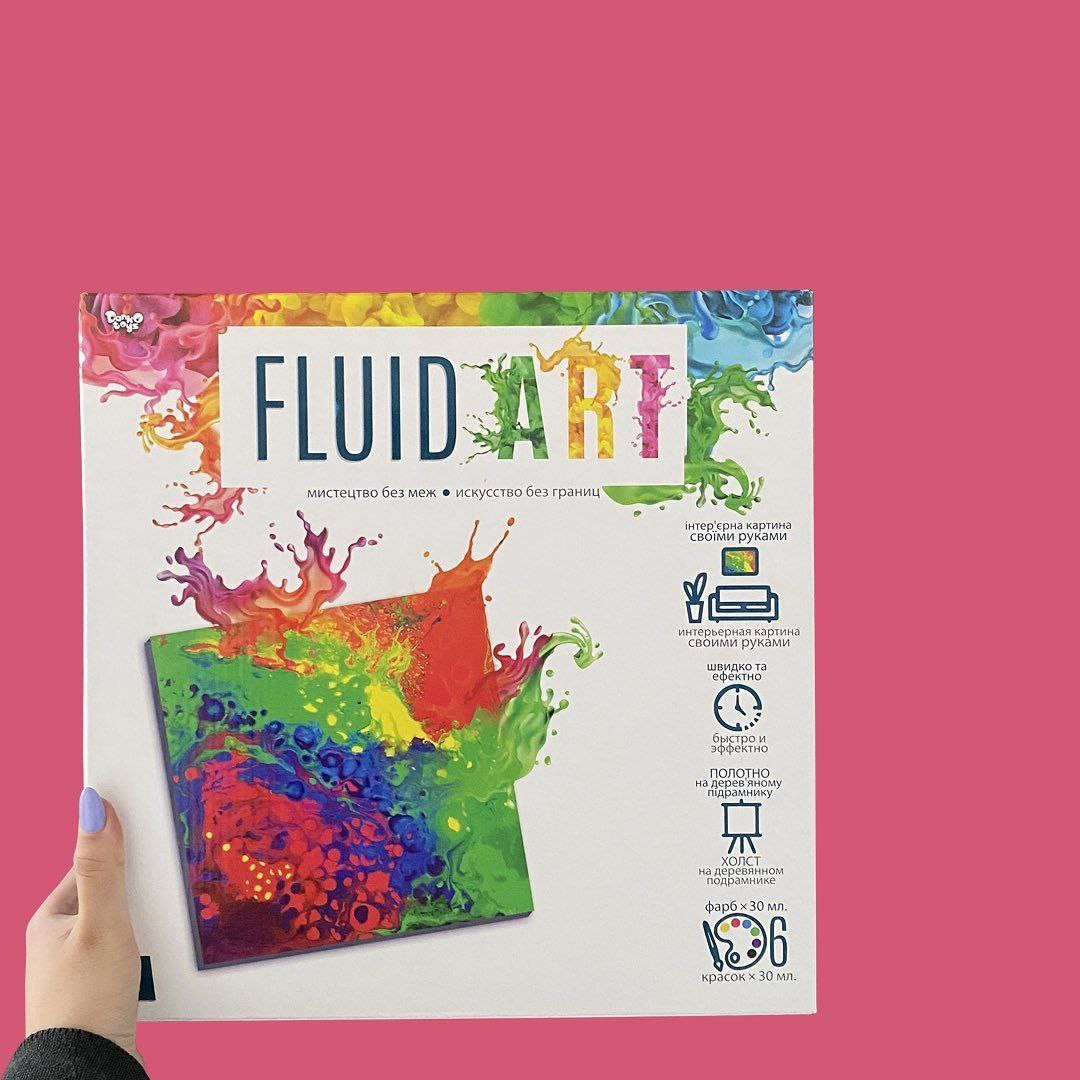 Danko toys
FLUID ART
мистецтво без меж • искусство без границ
інтер'єрна картина
своїми руками
интерьерная картина
своими руками
швидко та
ефектно
быстро и
эффектно
ПОЛОТНО
на дерев'яному
підрамнику
ХОЛСТ
на деревянном
подрамнике
фарб × 30 мл.
6
красок × 30 мл.